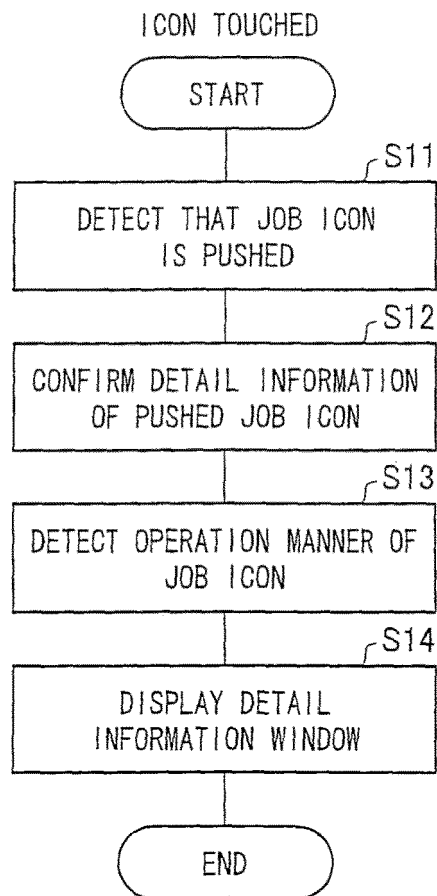 ICON TOUCHED
START
S11
DETECT THAT JOB ICON
IS PUSHED
S12
CONFIRM DETAIL INFORMATION
OF PUSHED JOB ICON
S13
DETECT OPERATION MANNER OF
JOB ICON
S14
DISPLAY DETAIL
INFORMATION WINDOW
END